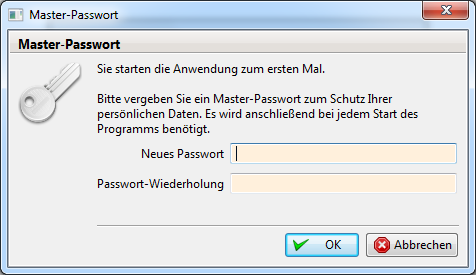 Master-Passwort
Master-Passwort
Sie starten die Anwendung zum ersten Mal.
Bitte vergeben Sie ein Master-Passwort zum Schutz Ihrer
persönlichen Daten. Es wird anschließend bei jedem Start des
Programms benötigt.
Neues Passwort
Passwort-Wiederholung
OK
Abbrechen